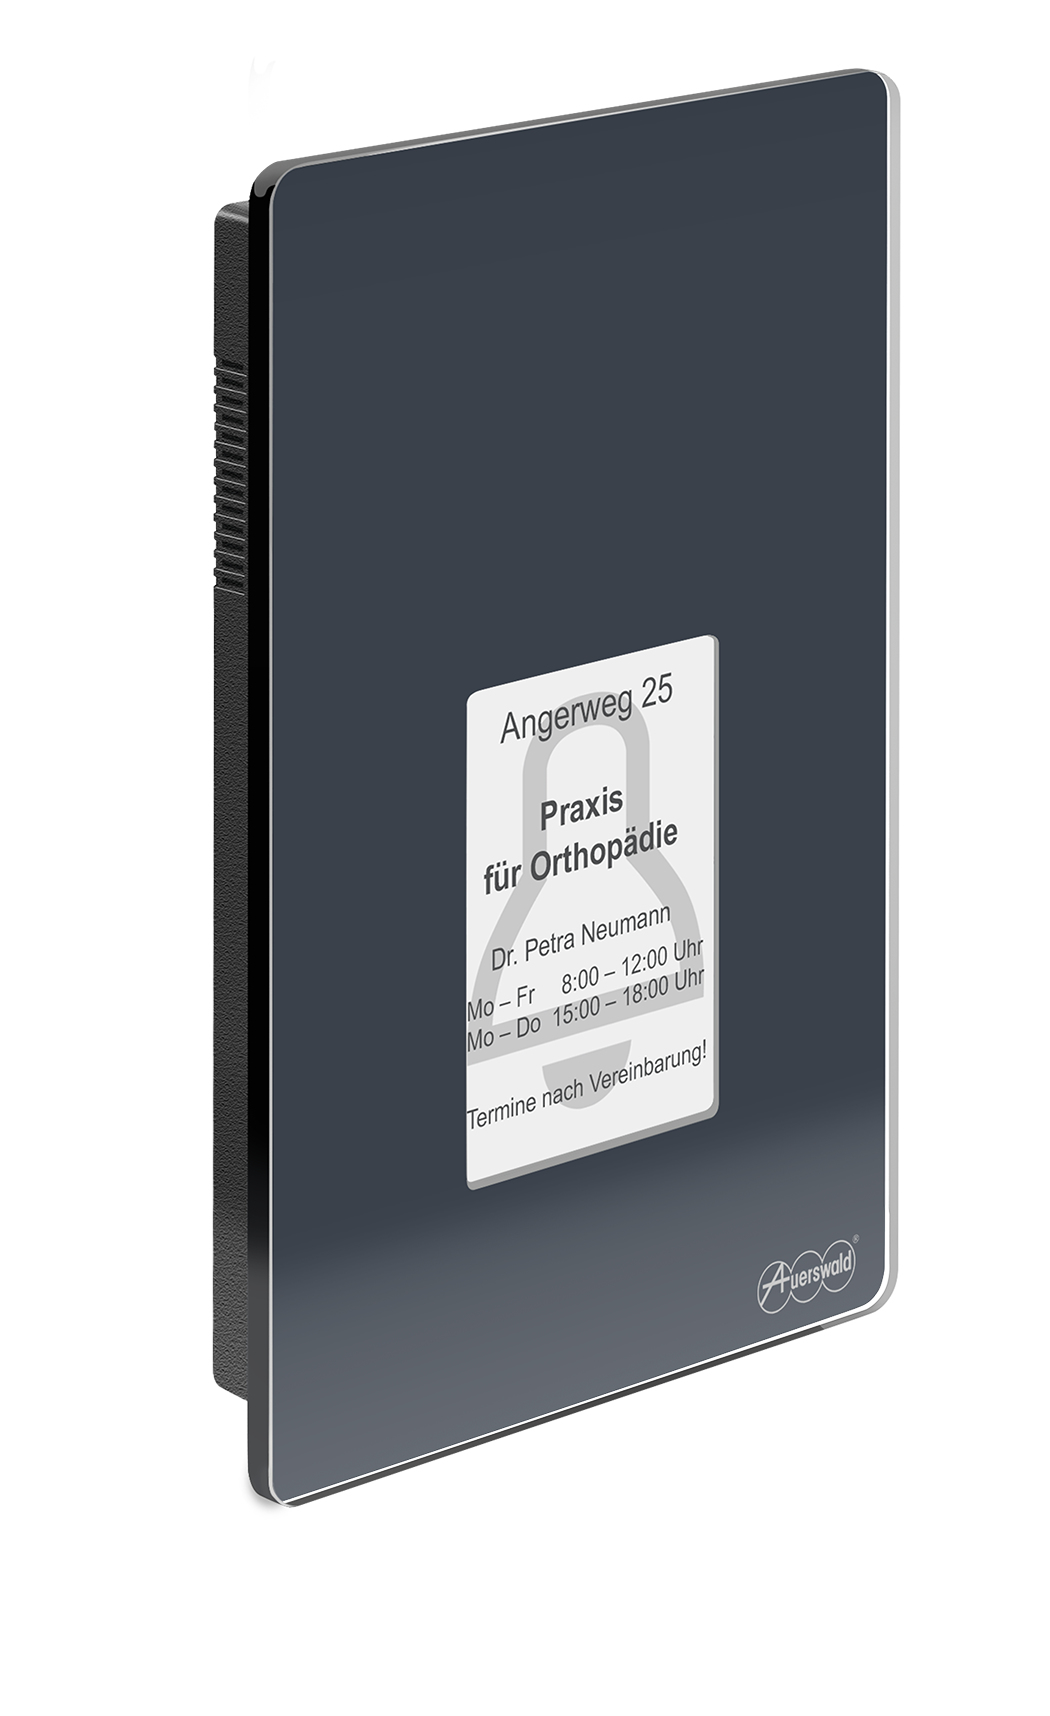 Angerweg 25
Praxis
für Orthopädie
Dr. Petra Neumann
Mo – Fr 8:00 – 12:00 Uhr
Mo – Do 15:00 – 18:00 Uhr
Termine nach Vereinbarung!
Auerswald®